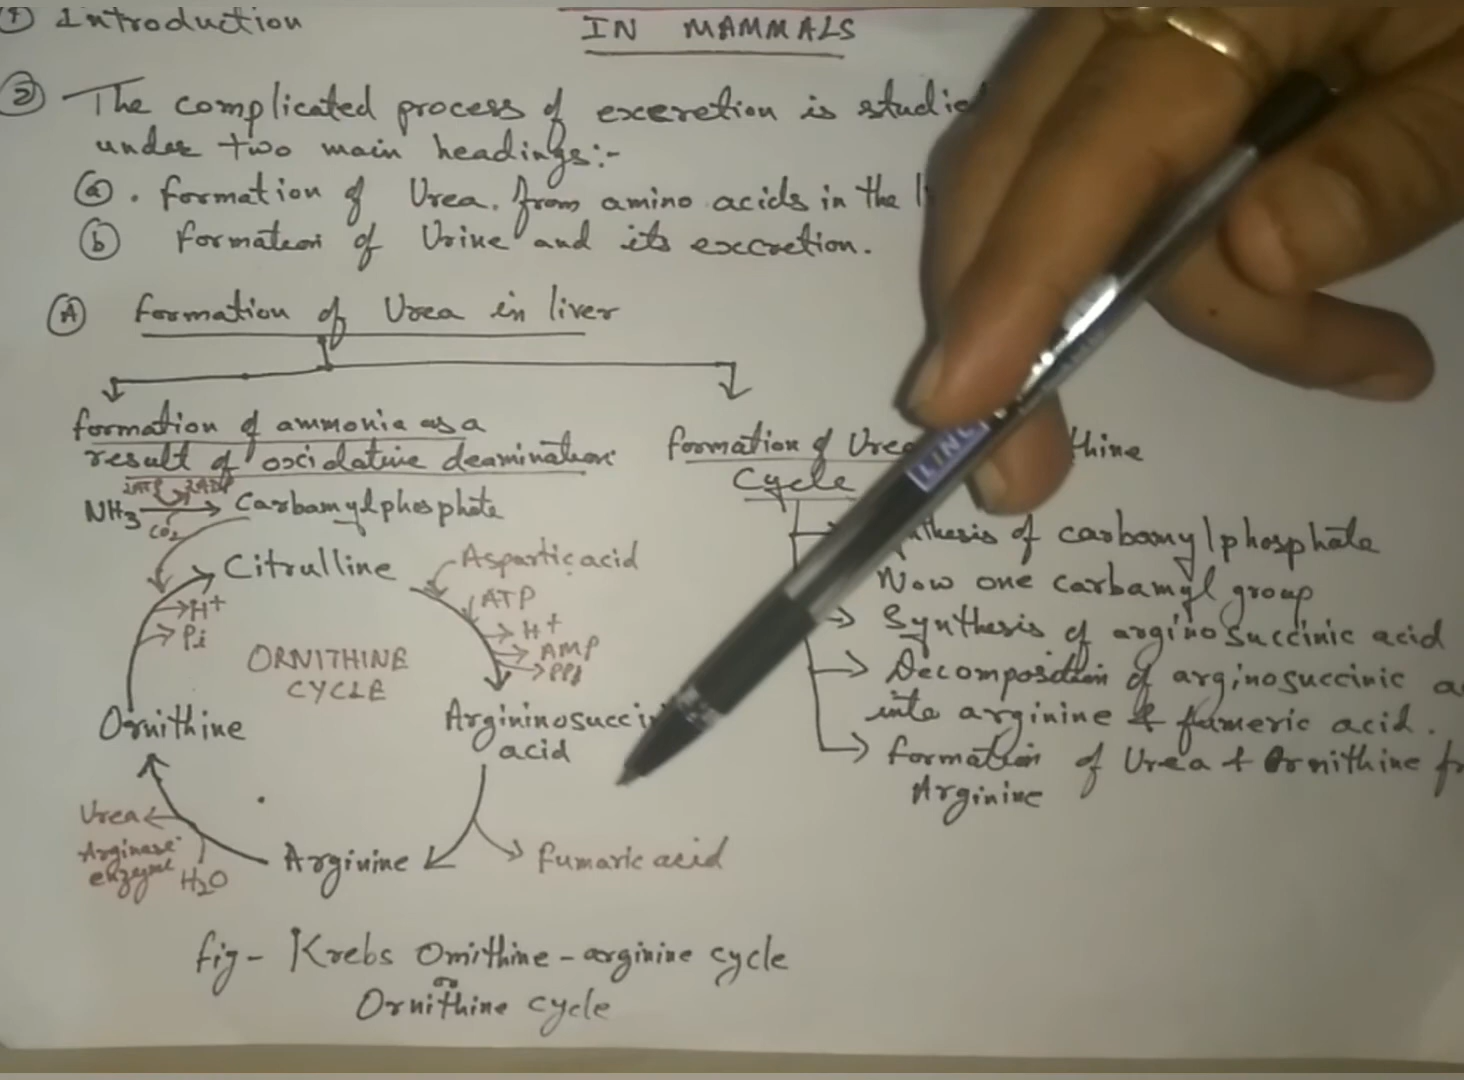 ① Introduction
IN MAMMALS
② The complicated process of exceretion is
under two main headings:-
ⓐ. formation of Urea. from amino acids in the
ⓑ formation of Urine and its excretion.
Ⓐ formation of Urea in liver
formation of ammonia as a
result of oxidative deamination
formation of
Cycle
2ATP 2ADP
NH3 Carbamylphosphate
CO2
Citrulline
Aspartic acid
ATP
H+
Pi
H+
AMP
PPi
ORNITHINE
CYCLE
Ornithine
acid
Urea
Arginase
enzyme
H2O
Arginine
fumaric acid
fig- Krebs Ornithine-arginine cycle
or
Ornithine cycle
of carbamylphosphate
Now one carbamyl group
Synthesis of arginosuccinic acid
Decomposition of arginosuccinic
into arginine & fumeric acid.
formation of Urea + Ornithine
Arginine
LINC